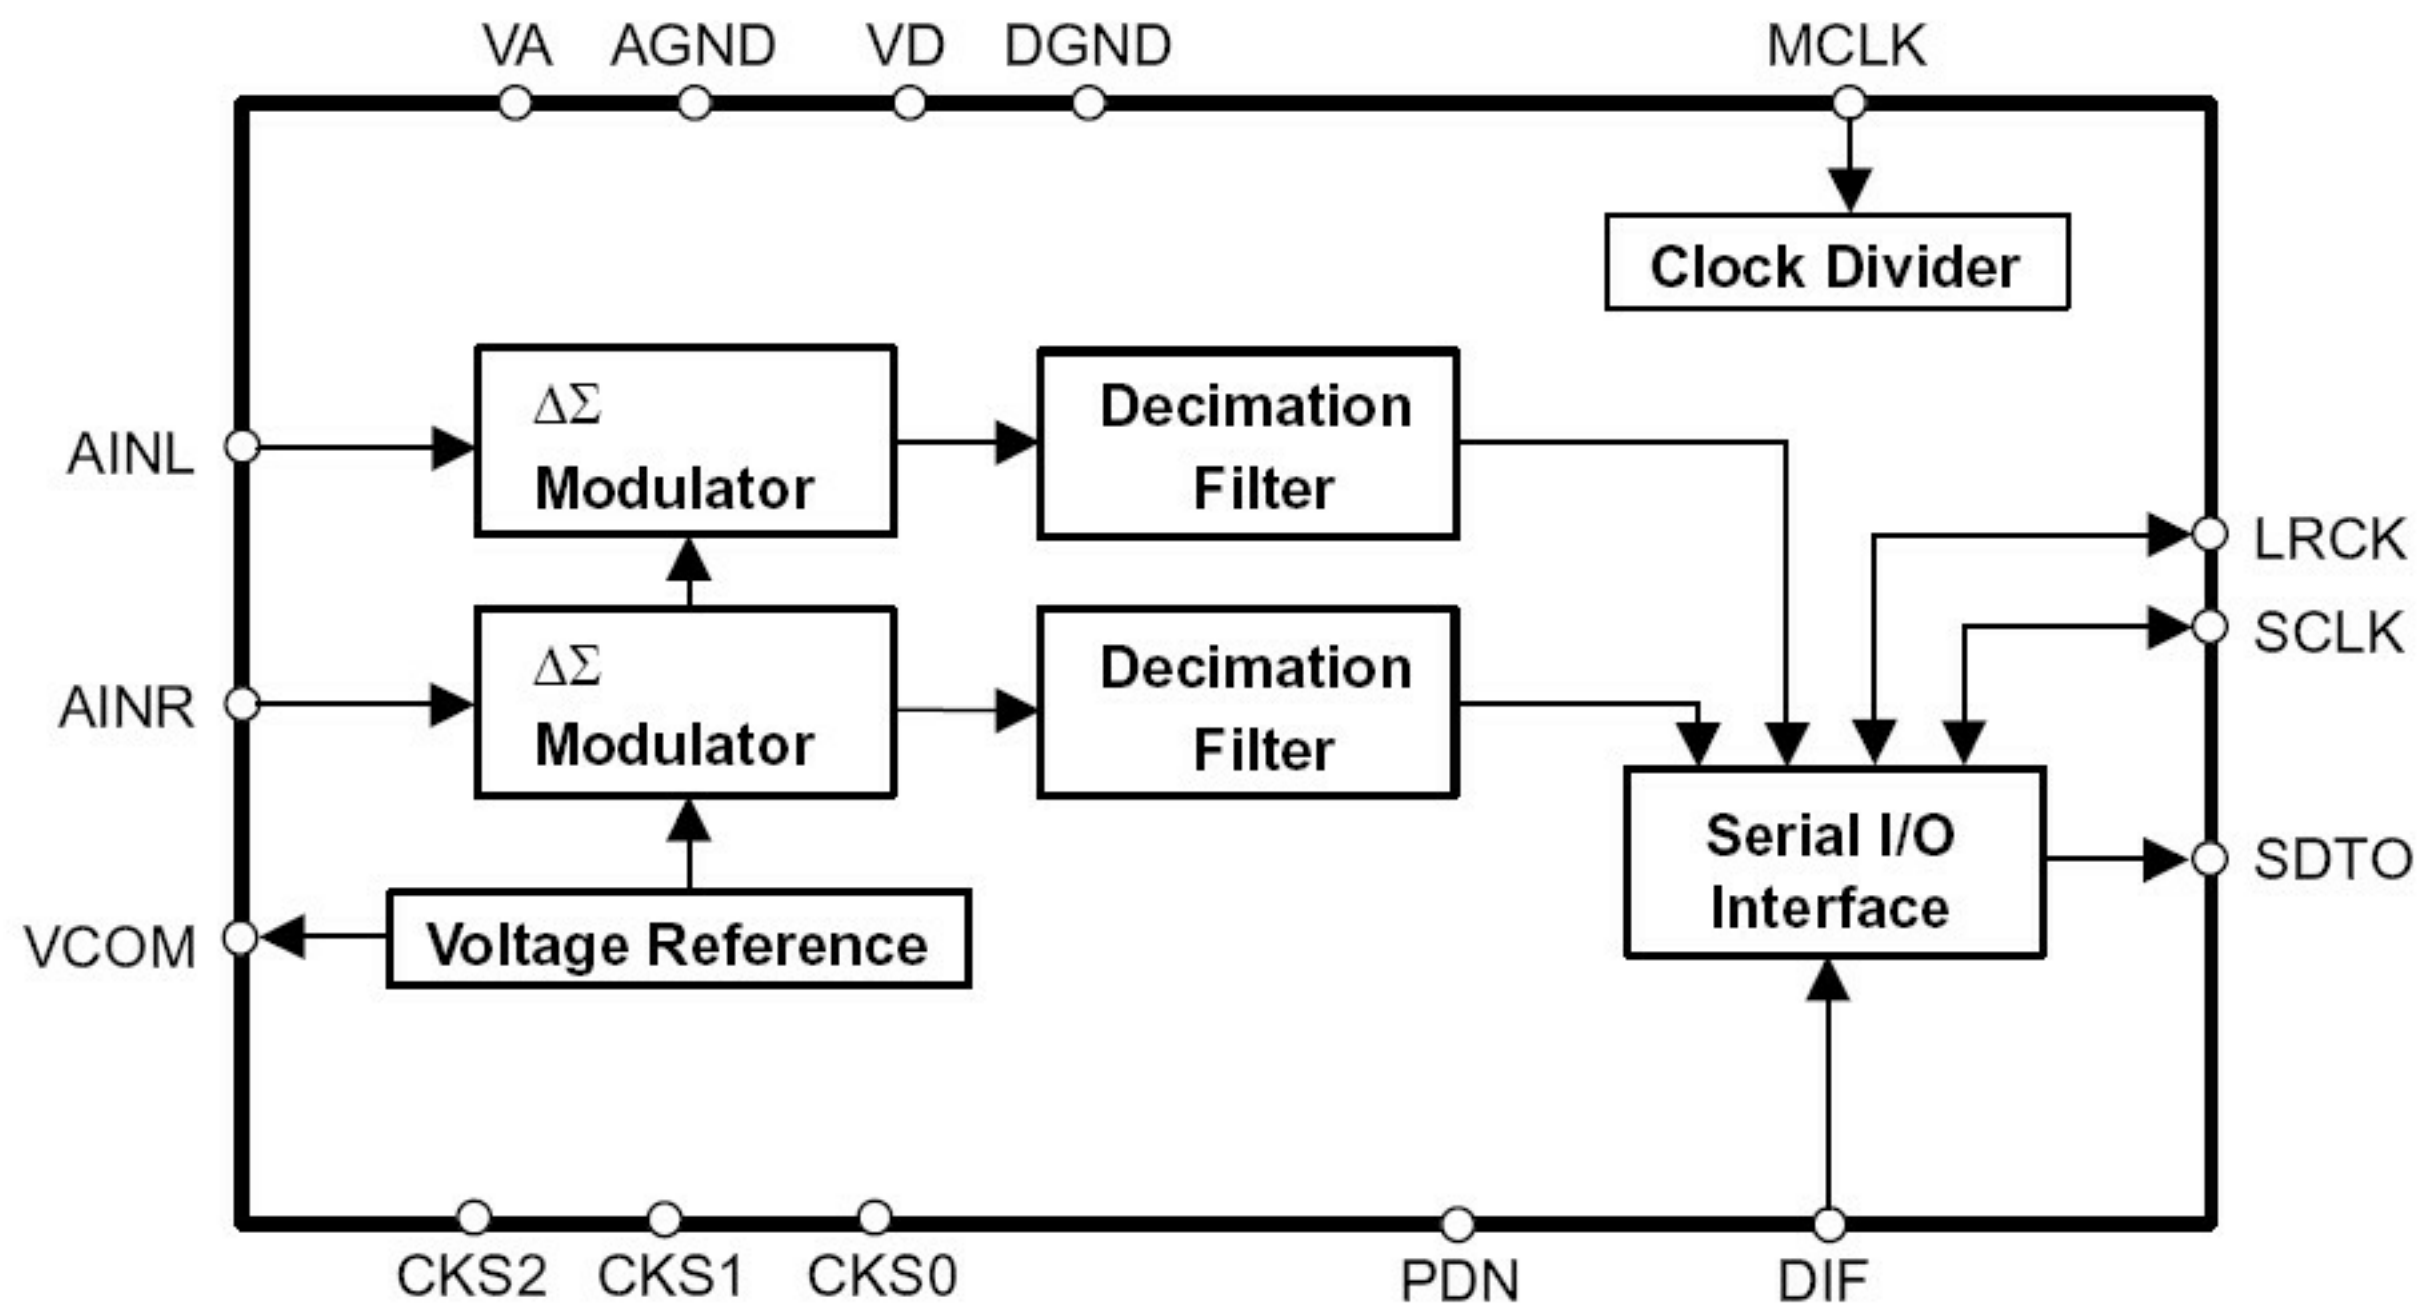 VA AGND VD DGND MCLK
Clock Divider
ΔΣ
Modulator
Decimation
Filter
AINL
LRCK
SCLK
ΔΣ
Modulator
Decimation
Filter
AINR
Serial I/O
Interface
SDTO
VCOM
Voltage Reference
CKS2 CKS1 CKS0 PDN DIF